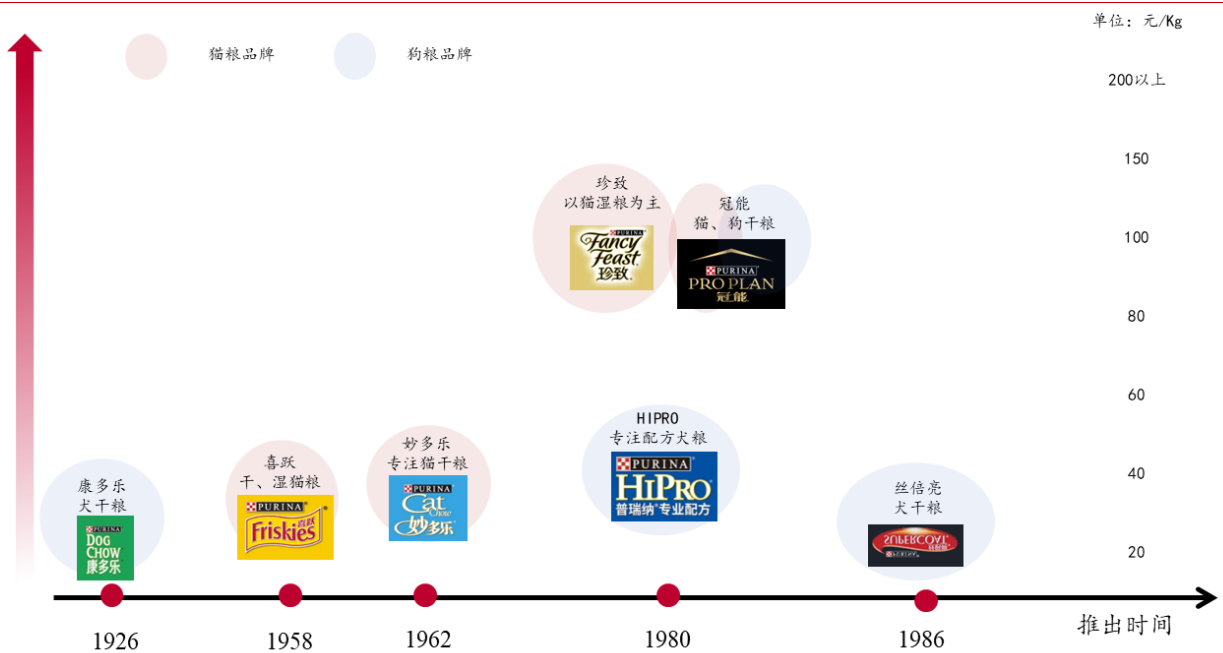 单位: 元/Kg
猫粮品牌
狗粮品牌
200以上
150
100
80
60
40
20
珍致
以猫湿粮为主
PURINA
Fancy
Feast
珍致
冠能
猫、狗干粮
PURINA
PRO PLAN
冠能
HIPRO
专注配方犬粮
PURINA
HIPRO
普瑞纳®专业配方
妙多乐
专注猫干粮
PURINA
Cat
Chow
妙多乐
喜跃
干、湿猫粮
PURINA
Friskies
喜跃
康多乐
犬干粮
PURINA
DOG
CHOW
康多乐
丝倍亮
犬干粮
SUPERCOAT
PURINA
1926
1958
1962
1980
1986
推出时间